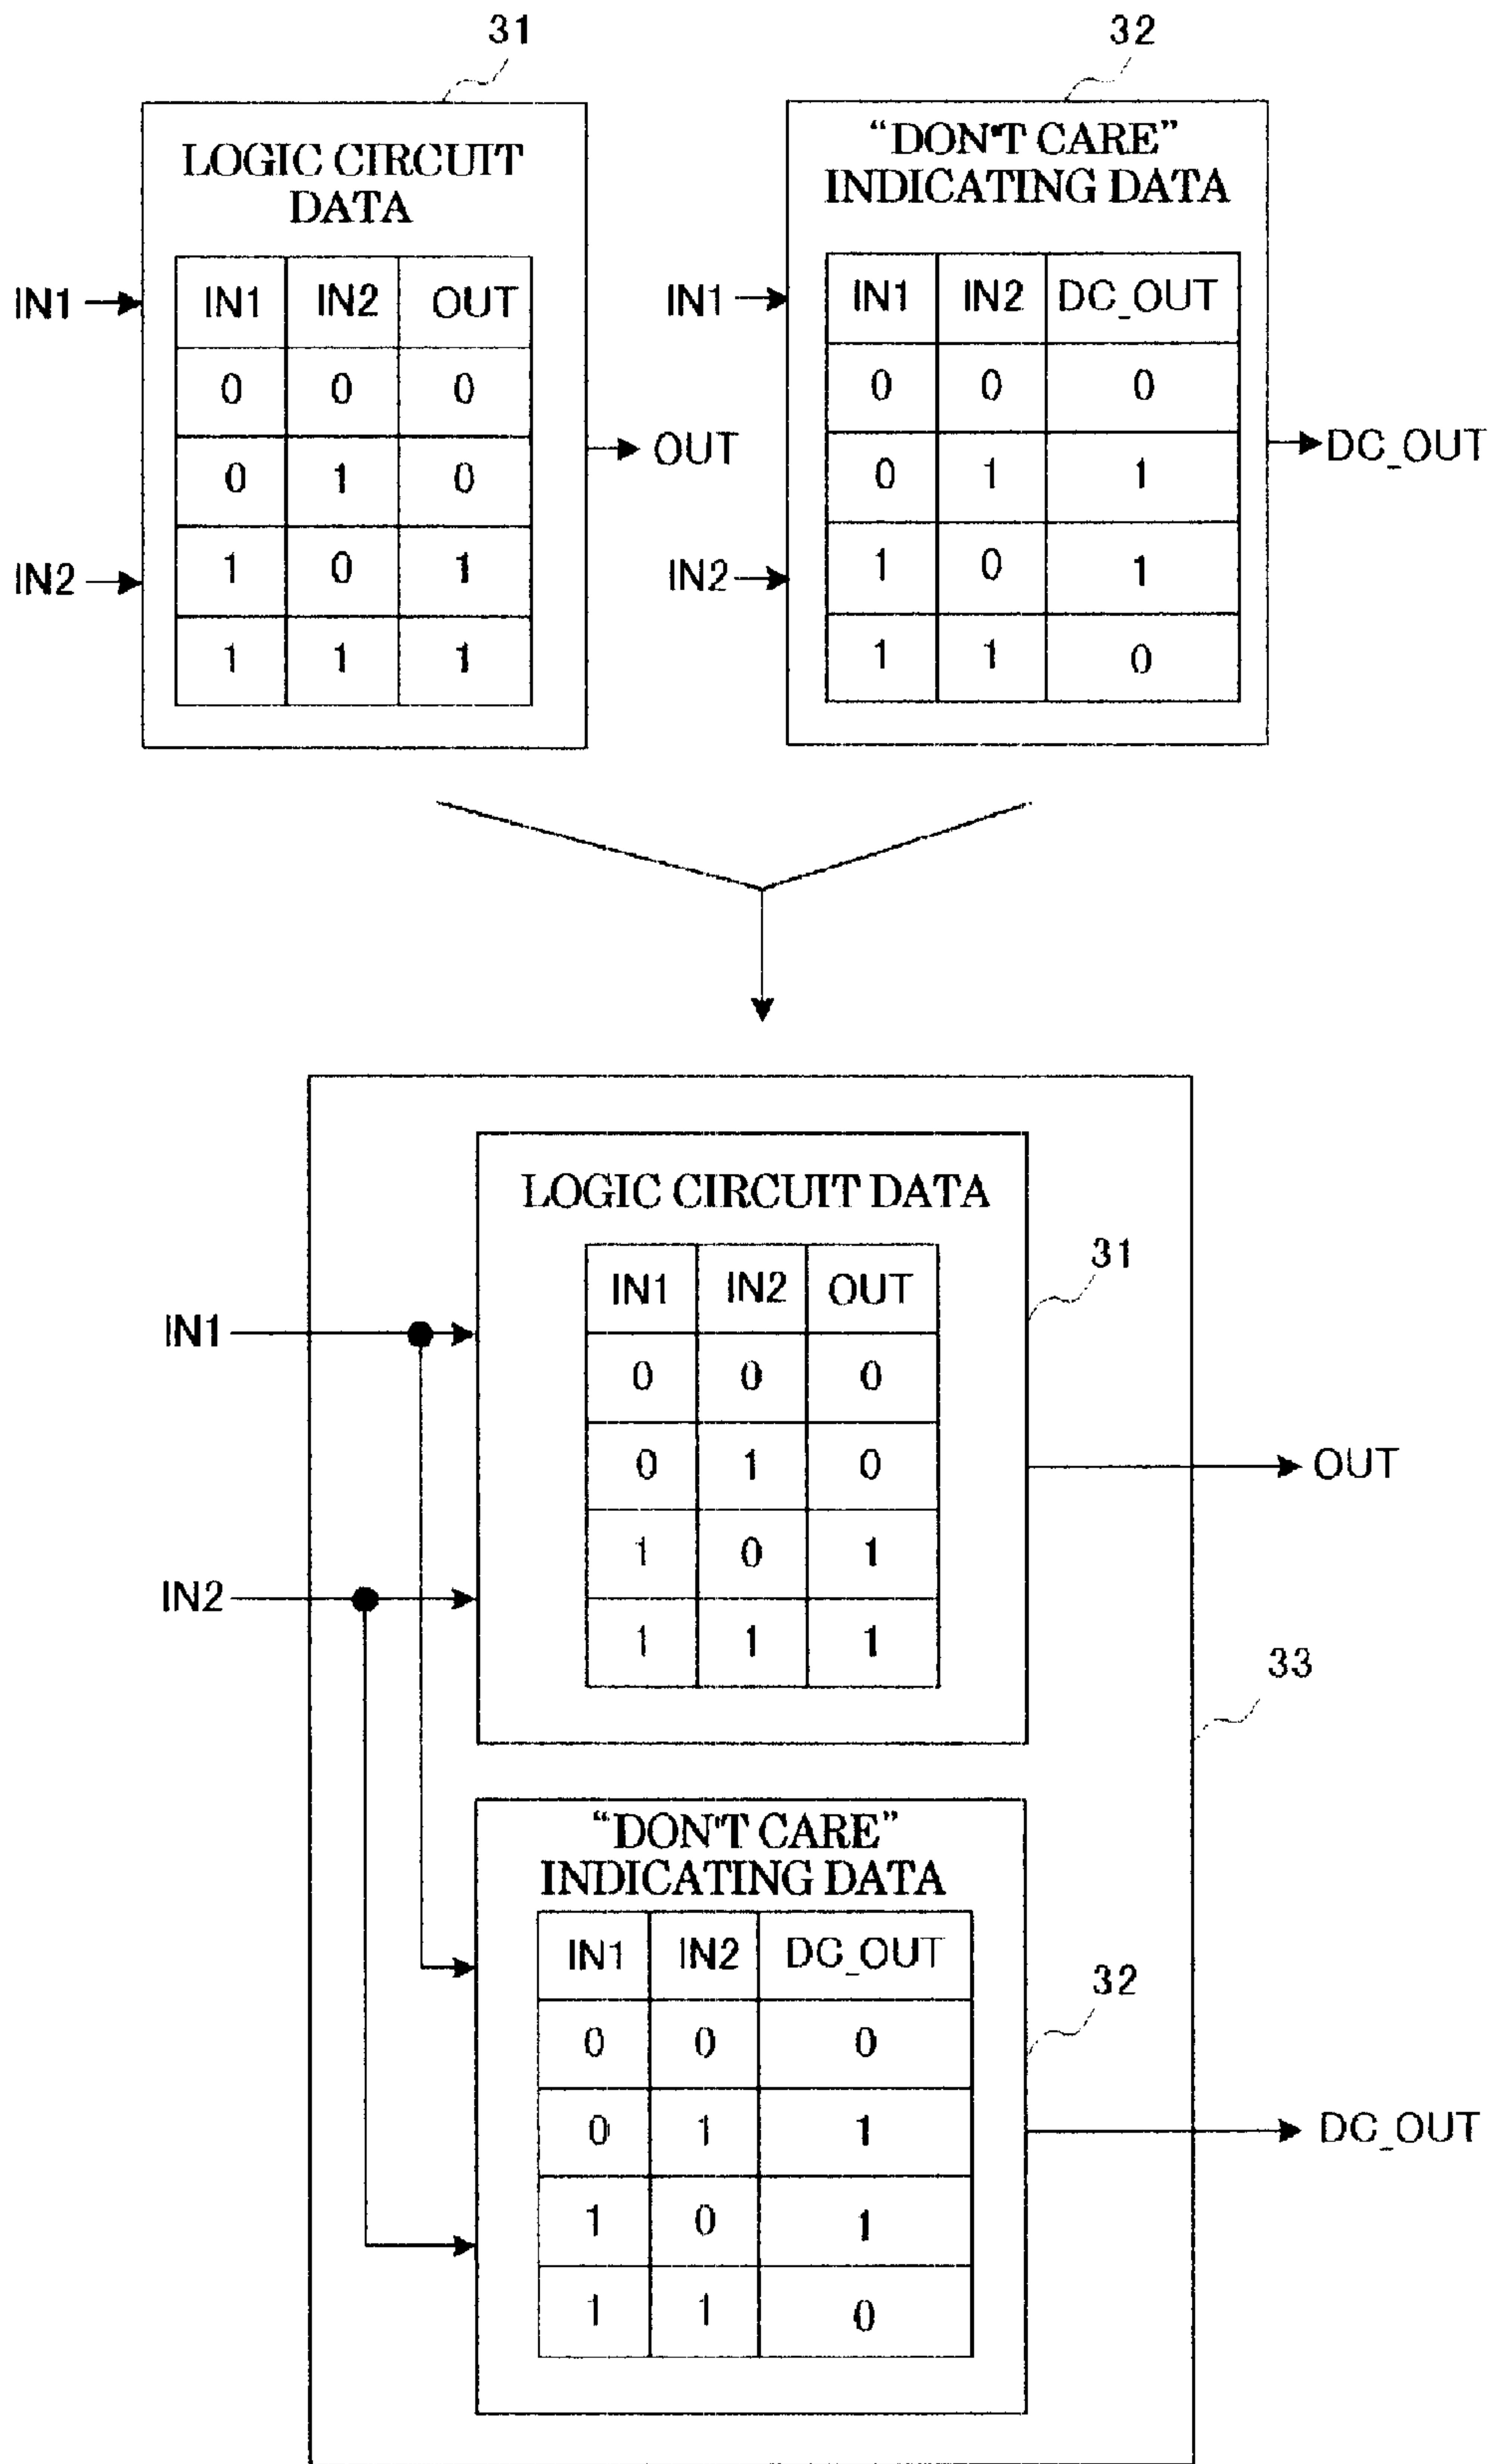 31
32
LOGIC CIRCUIT
DATA
IN1 IN2 OUT
0 0 0
0 1 0
1 0 1
1 1 1
IN1
IN2
OUT
“DON'T CARE”
INDICATING DATA
IN1 IN2 DC_OUT
0 0 0
0 1 1
1 0 1
1 1 0
IN1
IN2
DC_OUT
LOGIC CIRCUIT DATA
IN1 IN2 OUT
0 0 0
0 1 0
1 0 1
1 1 1
31
IN1
IN2
OUT
33
“DON'T CARE”
INDICATING DATA
IN1 IN2 DC_OUT
0 0 0
0 1 1
1 0 1
1 1 0
32
DC_OUT